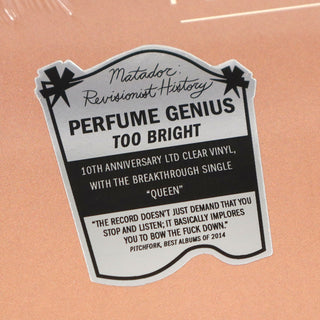 Matador:
Revisionist History
PERFUME GENIUS
TOO BRIGHT
10TH ANNIVERSARY LTD CLEAR VINYL,
WITH THE BREAKTHROUGH SINGLE
"QUEEN"
"THE RECORD DOESN'T JUST DEMAND THAT YOU
STOP AND LISTEN; IT BASICALLY IMPLORES
YOU TO BOW THE FUCK DOWN."
PITCHFORK, BEST ALBUMS OF 2014